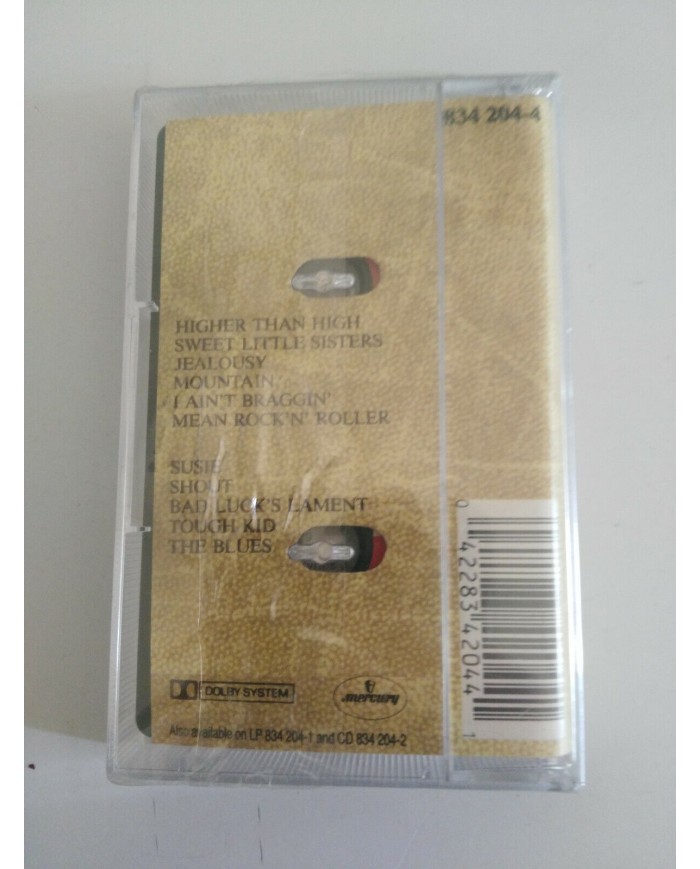 834 204-4
HIGHER THAN HIGH
SWEET LITTLE SISTERS
JEALOUSY
MOUNTAIN
I AIN'T BRAGGIN'
MEAN ROCK'N' ROLLER
SUSIE
SHOUT
BAD LUCK'S LAMENT
TOUGH KID
THE BLUES
0 42283 42044 1
DOLBY SYSTEM
mercury
Also available on LP 834 204-1 and CD 834 204-2